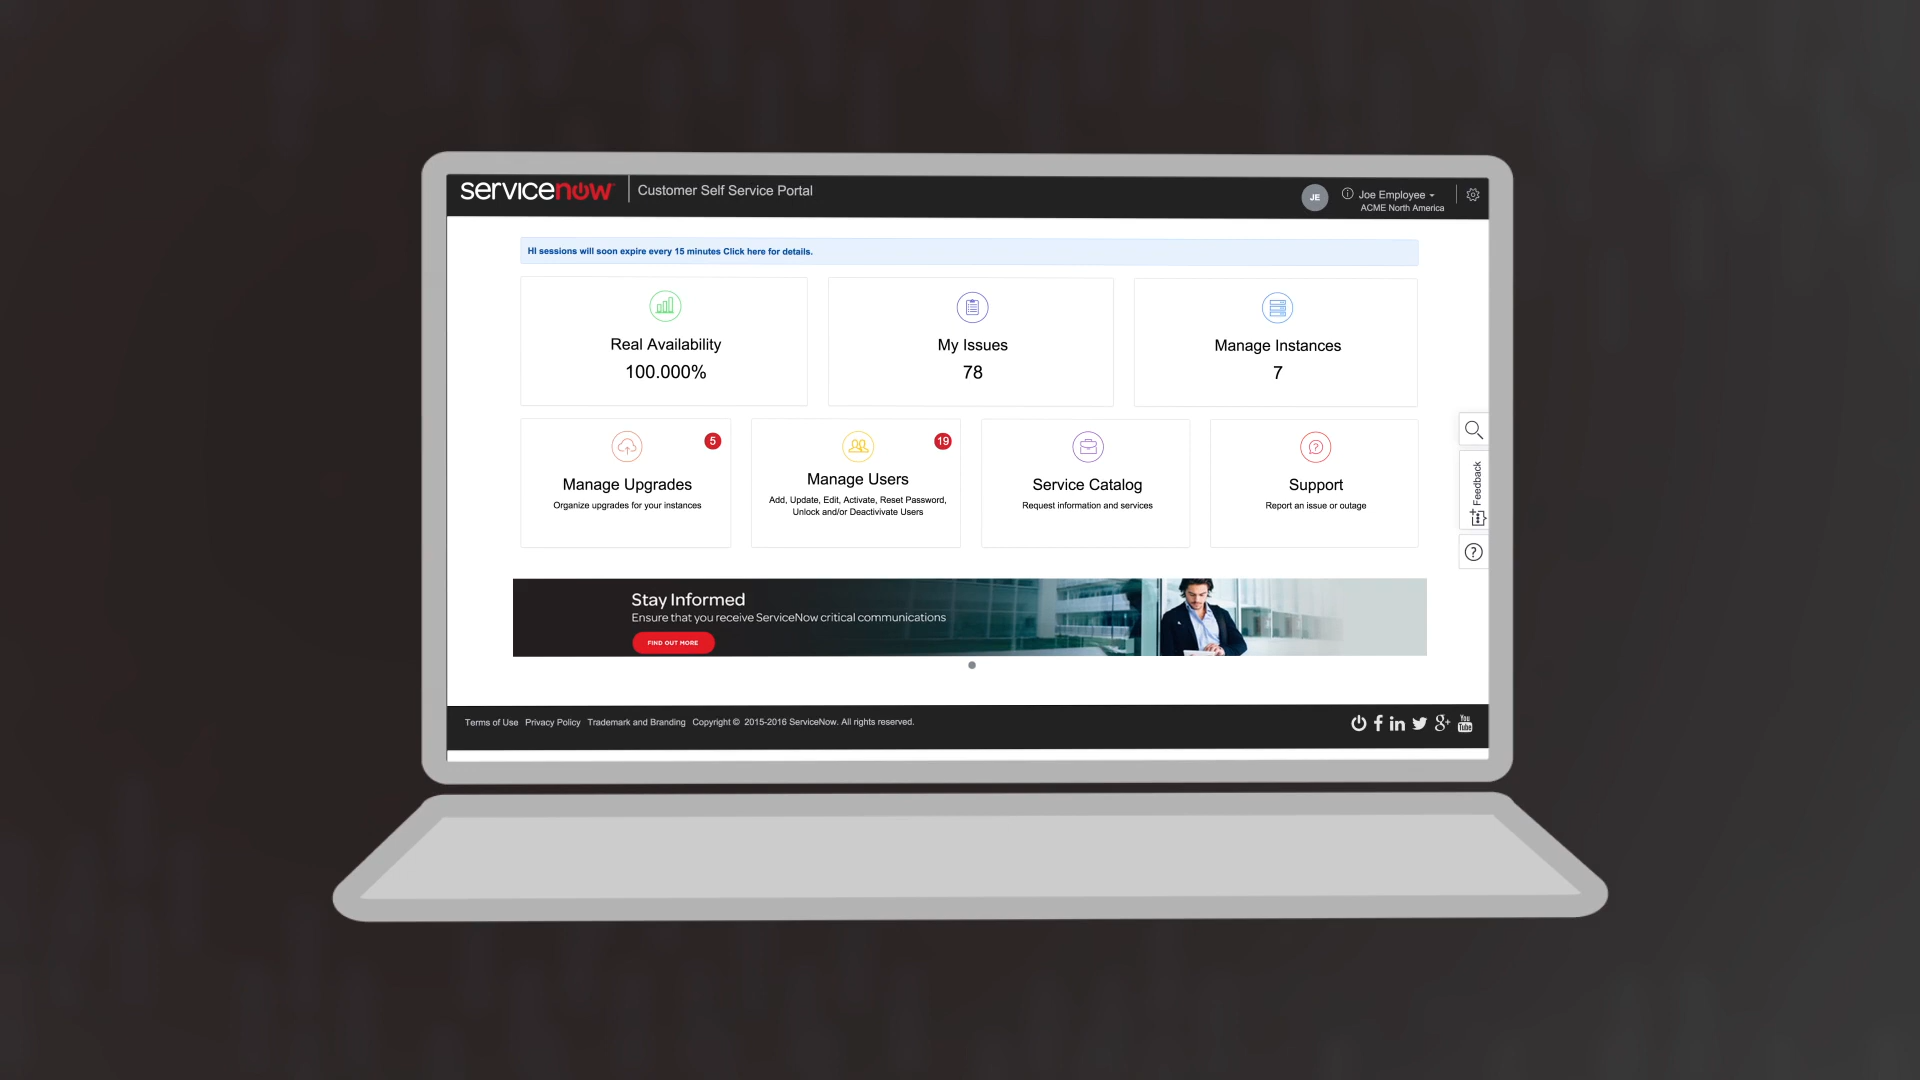 servicenow
Customer Self Service Portal
JE
Joe Employee
ACME North America
HI sessions will soon expire every 15 minutes Click here for details.
Real Availability
100.000%
My Issues
78
Manage Instances
7
5
Manage Upgrades
Organize upgrades for your instances
19
Manage Users
Add, Update, Edit, Activate, Reset Password,
Unlock and/or Deactivivate Users
Service Catalog
Request information and services
Support
Report an issue or outage
Feedback
Stay Informed
Ensure that you receive ServiceNow critical communications
FIND OUT MORE
Terms of Use Privacy Policy Trademark and Branding Copyright © 2015-2016 ServiceNow. All rights reserved.
You
Tube